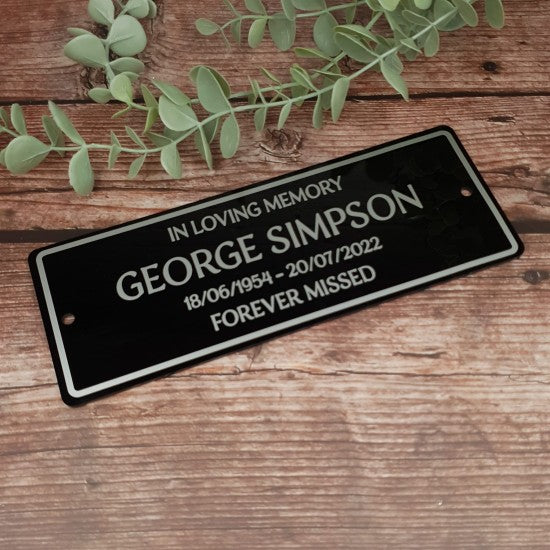 IN LOVING MEMORY
GEORGE SIMPSON
18/06/1954 - 20/07/2022
FOREVER MISSED